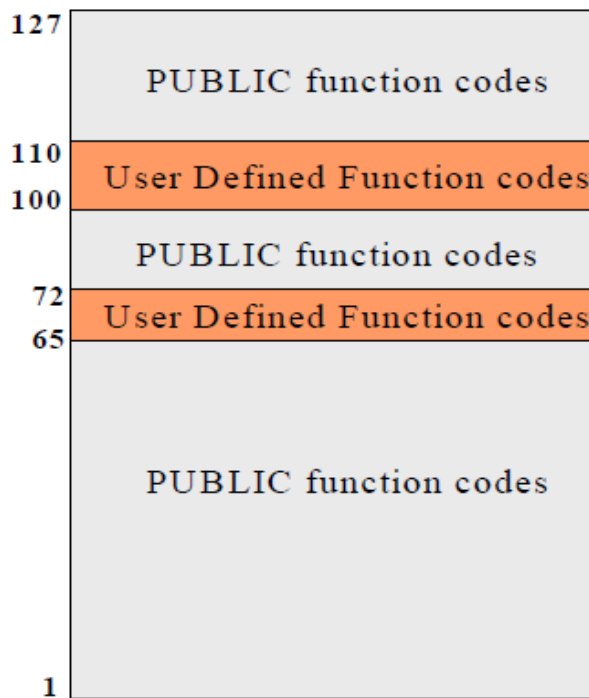 127
PUBLIC function codes
110
User Defined Function codes
100
PUBLIC function codes
72
User Defined Function codes
65
PUBLIC function codes
1